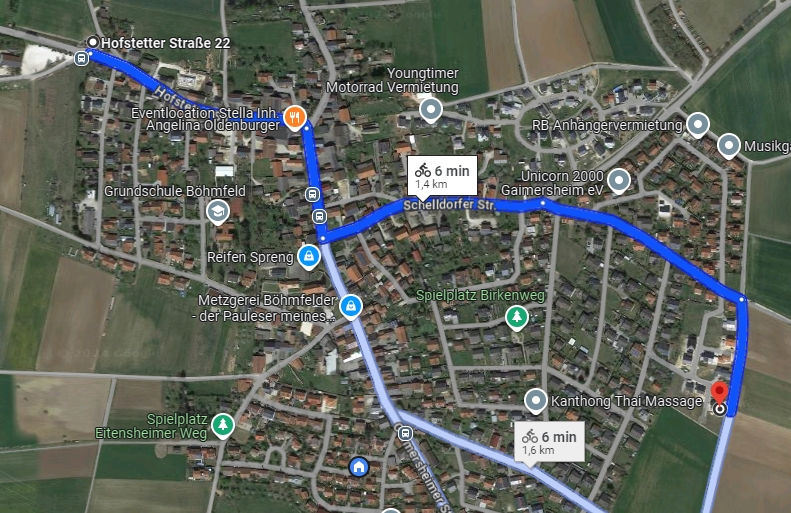 Hofstetter Straße 22
Youngtimer
Motorrad Vermietung
Hofstet
Eventlocation Stella Inh.
Angelina Oldenburger
RB Anhängervermietung
Musikga
6 min
1,4 km
Unicorn 2000
Gaimersheim eV
Grundschule Böhmfeld
Schelldorfer Str.
Reifen Spreng
Metzgerei Böhmfelder
- der Pauleser meines...
Spielplatz Birkenweg
Kanthong Thai Massage
Spielplatz
Eitensheimer Weg
6 min
1,6 km